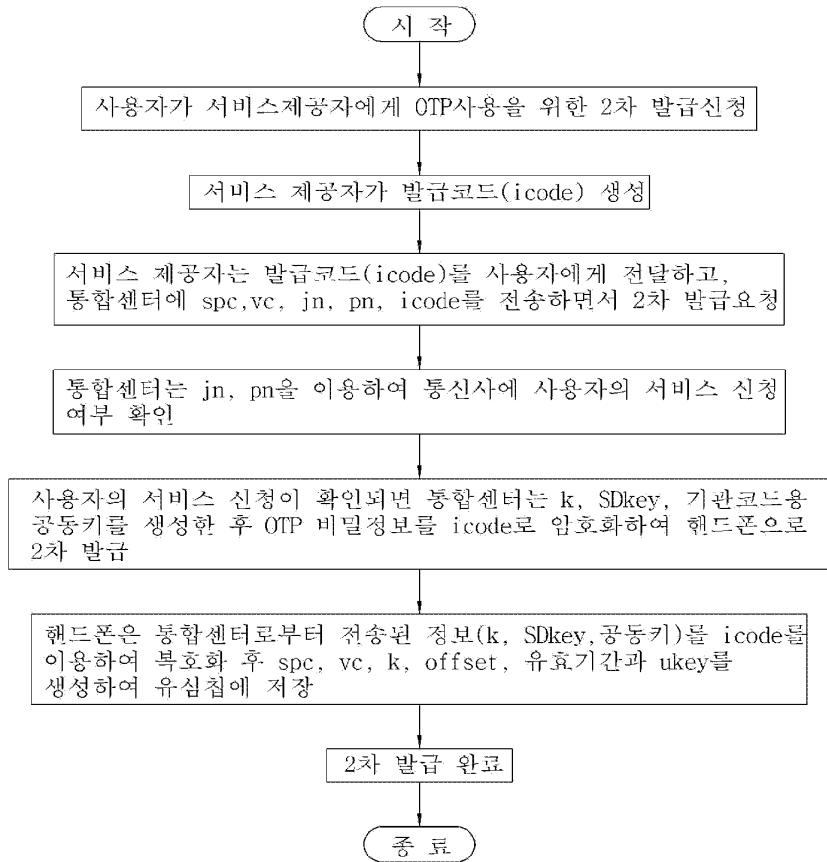 시 작
사용자가 서비스제공자에게 OTP사용을 위한 2차 발급신청
서비스 제공자가 발급코드(icode) 생성
서비스 제공자는 발급코드(icode)를 사용자에게 전달하고,
통합센터에 spc,vc, jn, pn, icode를 전송하면서 2차 발급요청
통합센터는 jn, pn을 이용하여 통신사에 사용자의 서비스 신청
여부 확인
사용자의 서비스 신청이 확인되면 통합센터는 k, SDkey, 기관코드용
공동키를 생성한 후 OTP 비밀정보를 icode로 암호화하여 핸드폰으로
2차 발급
핸드폰은 통합센터로부터 전송된 정보(k, SDkey,공동키)를 icode를
이용하여 복호화 후 spc, vc, k, offset, 유효기간과 ukey를
생성하여 유심칩에 저장
2차 발급 완료
종 료